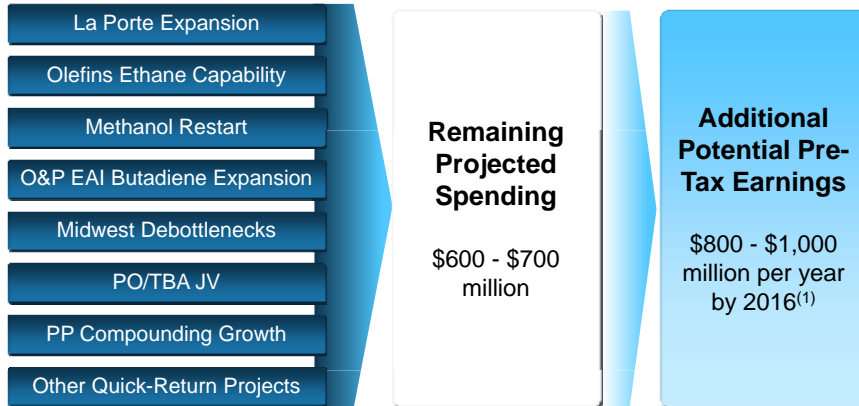 La Porte Expansion
Olefins Ethane Capability
Methanol Restart
O&P EAI Butadiene Expansion
Midwest Debottlenecks
PO/TBA JV
PP Compounding Growth
Other Quick-Return Projects
Remaining
Projected
Spending
$600 - $700
million
Additional
Potential Pre-
Tax Earnings
$800 - $1,000
million per year
by 2016(1)